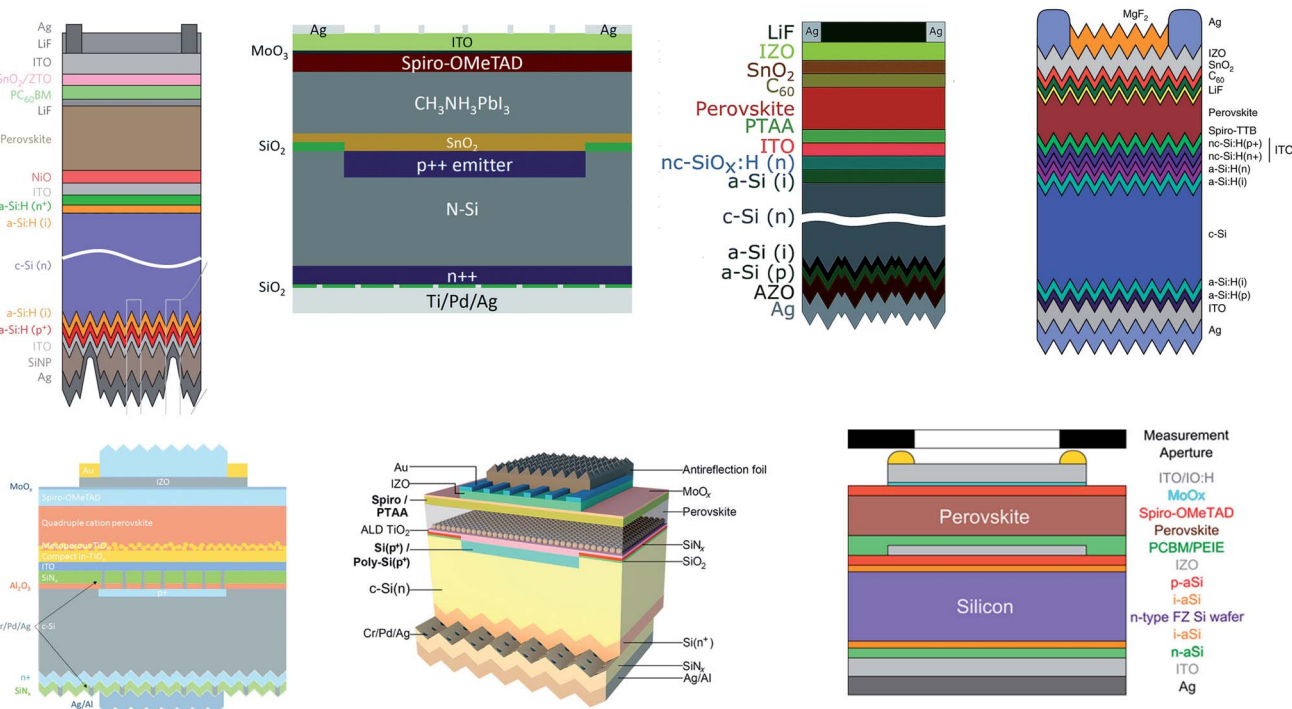 Ag
LiF
ITO
SnO₂/ZTO
PC₆₀BM
LiF
Perovskite
NiO
ITO
a-Si:H (n⁺)
a-Si:H (i)
c-Si (n)
a-Si:H (i)
a-Si:H (p⁺)
ITO
SiNP
Ag
Ag
Ag
ITO
MoO₃
Spiro-OMeTAD
CH₃NH₃PbI₃
SnO₂
SiO₂
p++ emitter
N-Si
n++
SiO₂
Ti/Pd/Ag
Ag
Ag
LiF
IZO
SnO₂
C₆₀
Perovskite
PTAA
ITO
nc-SiOₓ:H (n)
a-Si (i)
c-Si (n)
a-Si (i)
a-Si (p)
AZO
Ag
MgF₂
Ag
IZO
SnO₂
C₆₀
LiF
Perovskite
Spiro-TTB
nc-Si:H(p+)
nc-Si:H(n+)
ITO
a-Si:H(n)
a-Si:H(i)
c-Si
a-Si:H(i)
a-Si:H(p)
ITO
Ag
Au
IZO
MoOₓ
Spiro-OMeTAD
Quadruple cation perovskite
Mesoporous TiO₂
Compact In-TiOₓ
ITO
SiNₓ
Al₂O₃
p+
Cr/Pd/Ag
c-Si
n+
SiNₓ
Ag/Al
Au
IZO
Spiro /
PTAA
ALD TiO₂
Si(p⁺) /
Poly-Si(p⁺)
c-Si(n)
Cr/Pd/Ag
Antireflection foil
MoOₓ
Perovskite
SiNₓ
SiO₂
Si(n⁺)
SiNₓ
Ag/Al
Measurement
Aperture
ITO/IO:H
MoOx
Spiro-OMeTAD
Perovskite
Perovskite
PCBM/PEIE
IZO
p-aSi
i-aSi
Silicon
n-type FZ Si wafer
i-aSi
n-aSi
ITO
Ag